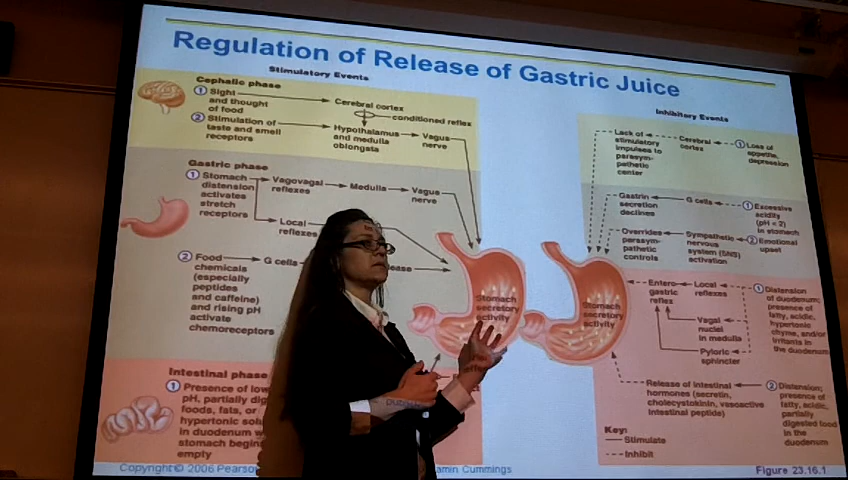 Regulation of Release of Gastric Juice
Stimulatory Events
Cephalic phase
1 Sight
and thought
of food
Cerebral cortex
conditioned reflex
2 Stimulation of
taste and smell
receptors
Hypothalamus
and medulla
oblongata
Vagus
nerve
Gastric phase
1 Stomach
distension
activates
stretch
receptors
Vagovagal
reflexes
Medulla
Vagus
nerve
Local
reflexes
2 Food
chemicals
(especially
peptides
and caffeine)
and rising pH
activate
chemoreceptors
G cells
Stomach
secretory
activity
Intestinal phase
1 Presence of low
pH, partially
foods, fats, or
hypertonic
in duodenum
stomach begins
empty
Inhibitory Events
Lack of
stimulatory
impulses to
parasym-
pathetic
center
Cerebral
cortex
1 Loss of
appetite,
depression
Gastrin
secretion
declines
G cells
1 Excessive
acidity
(pH < 2)
in stomach
Overrides
parasym-
pathetic
controls
Sympathetic
nervous
system (SNS)
activation
2 Emotional
upset
Stomach
secretory
activity
Entero-
gastric
reflex
Local
reflexes
Vagal
nuclei
in medulla
Pyloric
sphincter
1 Distension
of duodenum;
presence of
fatty, acidic,
hypertonic
chyme, and/or
irritants in
the duodenum
Release of intestinal
hormones (secretin,
cholecystokinin, vasoactive
intestinal peptide)
2 Distension;
presence of
fatty, acidic,
partially
digested food
in the
duodenum
Key:
Stimulate
Inhibit
Copyright © 2006 Pearson
amin Cummings
Figure 23.16.1